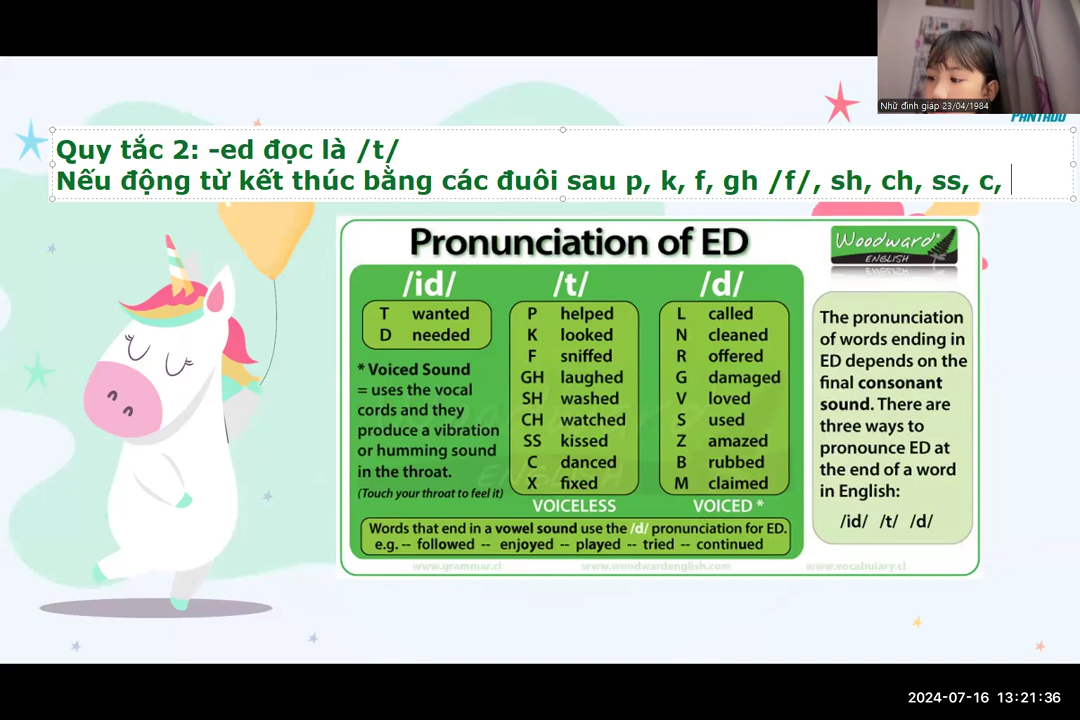 Nhữ đình giáp 23/04/1984
PANTADO
Quy tắc 2: -ed đọc là /t/
Nếu động từ kết thúc bằng các đuôi sau p, k, f, gh /f/, sh, ch, ss, c,
Pronunciation of ED
Woodward®
ENGLISH
/id/
T wanted
D needed
* Voiced Sound
= uses the vocal
cords and they
produce a vibration
or humming sound
in the throat.
(Touch your throat to feel it)
/t/
P helped
K looked
F sniffed
GH laughed
SH washed
CH watched
SS kissed
C danced
X fixed
VOICELESS
/d/
L called
N cleaned
R offered
G damaged
V loved
S used
Z amazed
B rubbed
M claimed
VOICED *
Words that end in a vowel sound use the /d/ pronunciation for ED.
e.g. -- followed -- enjoyed -- played -- tried -- continued
The pronunciation
of words ending in
ED depends on the
final consonant
sound. There are
three ways to
pronounce ED at
the end of a word
in English:
/id/ /t/ /d/
www.grammar.cl www.woodwardenglish.com www.vocabulary.cl
2024-07-16 13:21:36